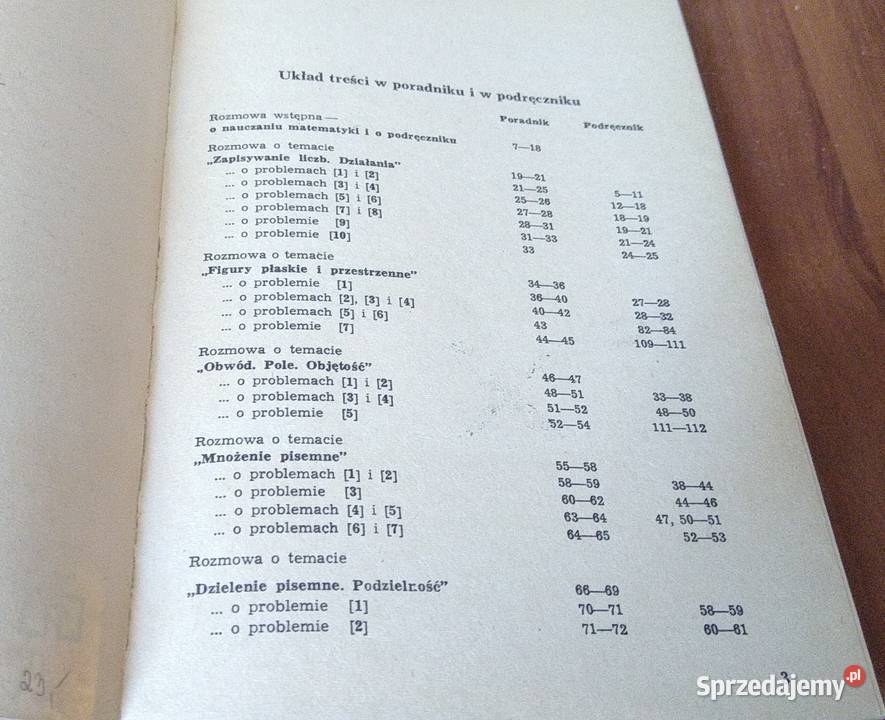 Układ treści w poradniku i w podręczniku
Poradnik Podręcznik
Rozmowa wstępna —
o nauczaniu matematyki i o podręczniku 7—18
Rozmowa o temacie
„Zapisywanie liczb. Działania” 19—21
... o problemach [1] i [2] 21—25 5—11
... o problemach [3] i [4] 25—26 12—18
... o problemach [5] i [6] 27—28 18—19
... o problemach [7] i [8] 28—31 19—21
... o problemie [9] 31—33 21—24
... o problemie [10] 33 24—25
Rozmowa o temacie
„Figury płaskie i przestrzenne” 34—36
... o problemie [1] 36—40 27—28
... o problemach [2], [3] i [4] 40—42 28—32
... o problemach [5] i [6] 43 82—84
... o problemie [7] 44—45 109—111
Rozmowa o temacie
„Obwód. Pole. Objętość” 46—47
... o problemach [1] i [2] 48—51 33—38
... o problemach [3] i [4] 51—52 48—50
... o problemie [5] 52—54 111—112
Rozmowa o temacie
„Mnożenie pisemne” 55—58
... o problemach [1] i [2] 58—59 38—44
... o problemie [3] 60—62 44—46
... o problemach [4] i [5] 63—64 47, 50—51
... o problemach [6] i [7] 64—65 52—53
Rozmowa o temacie
„Dzielenie pisemne. Podzielność” 66—69
... o problemie [1] 70—71 58—59
... o problemie [2] 71—72 60—61
3
23,-
Sprzedajemy.pl